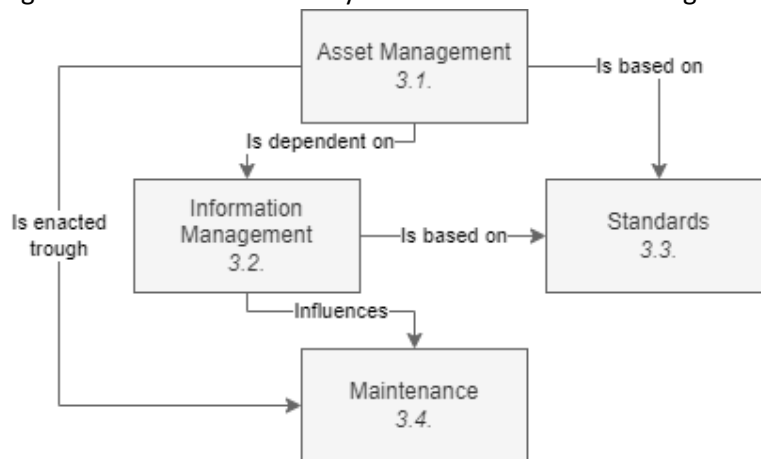 Asset Management
3.1.
Is based on
Is dependent on
Information
Management
3.2.
Is based on
Standards
3.3.
Is enacted
trough
Influences
Maintenance
3.4.